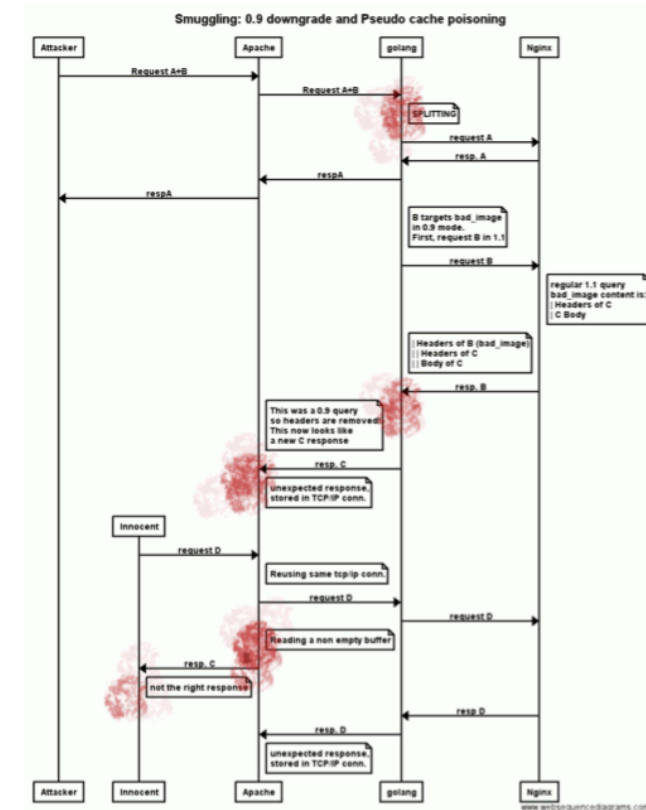 Smuggling: 0.9 downgrade and Pseudo cache poisoning
Attacker
Apache
golang
Nginx
Request A+B
Request A+B
SPLITTING
request A
resp. A
respA
respA
B targets bad_image
in 0.9 mode.
First, request B in 1.1
request B
regular 1.1 query
bad_image content is:
| Headers of C
| C Body
| Headers of B (bad_image)
| | Headers of C
| | Body of C
resp. B
This was a 0.9 query
so headers are removed!
This now looks like
a new C response
resp. C
unexpected response,
stored in TCP/IP conn.
Innocent
request D
Reusing same tcp/ip conn.
request D
request D
Reading a non empty buffer
resp. C
not the right response
resp D
resp. D
unexpected response,
stored in TCP/IP conn.
Attacker
Innocent
Apache
golang
Nginx
www.websequencediagrams.com